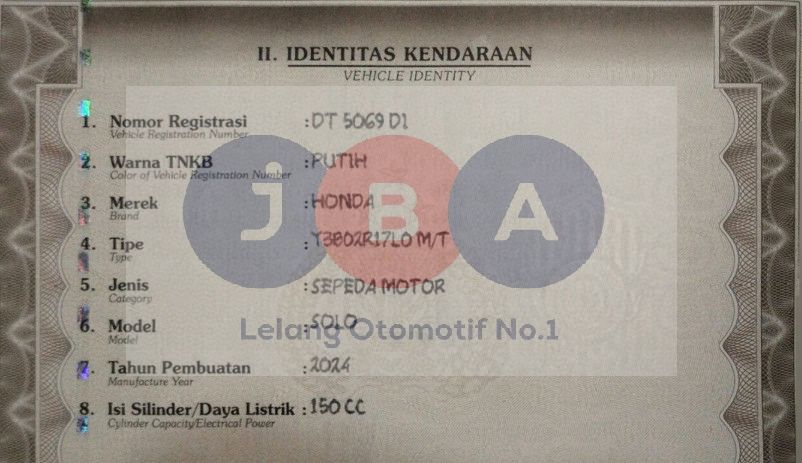 II. IDENTITAS KENDARAAN
VEHICLE IDENTITY
1. Nomor Registrasi : DT 5069 DI
Vehicle Registration Number
2. Warna TNKB : PUTIH
Color of Vehicle Registration Number
3. Merek : HONDA
Brand
4. Tipe : T3B02R17L0 M/T
Type
5. Jenis : SEPEDA MOTOR
Category
6. Model : SOLO
Model
7. Tahun Pembuatan : 2024
Manufacture Year
8. Isi Silinder/Daya Listrik : 150 CC
Cylinder Capacity/Electrical Power
JBA
Lelang Otomotif No.1